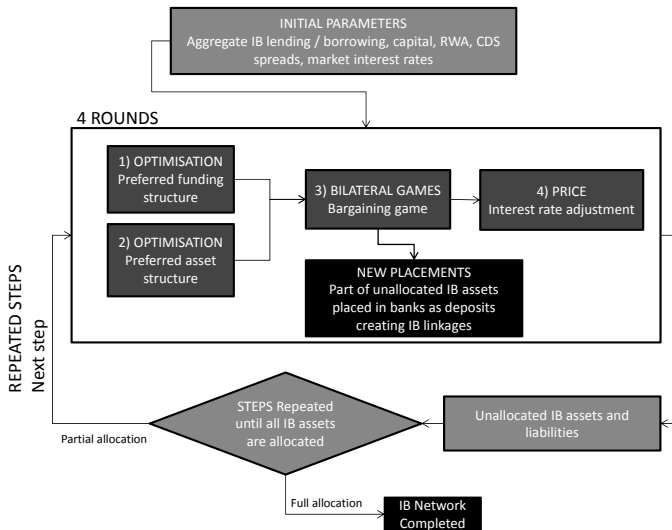 INITIAL PARAMETERS
Aggregate IB lending / borrowing, capital, RWA, CDS
spreads, market interest rates
4 ROUNDS
1) OPTIMISATION
Preferred funding
structure
2) OPTIMISATION
Preferred asset
structure
3) BILATERAL GAMES
Bargaining game
4) PRICE
Interest rate adjustment
NEW PLACEMENTS
Part of unallocated IB assets
placed in banks as deposits
creating IB linkages
REPEATED STEPS
Next step
STEPS Repeated
until all IB assets
are allocated
Unallocated IB assets and
liabilities
Partial allocation
Full allocation
IB Network
Completed